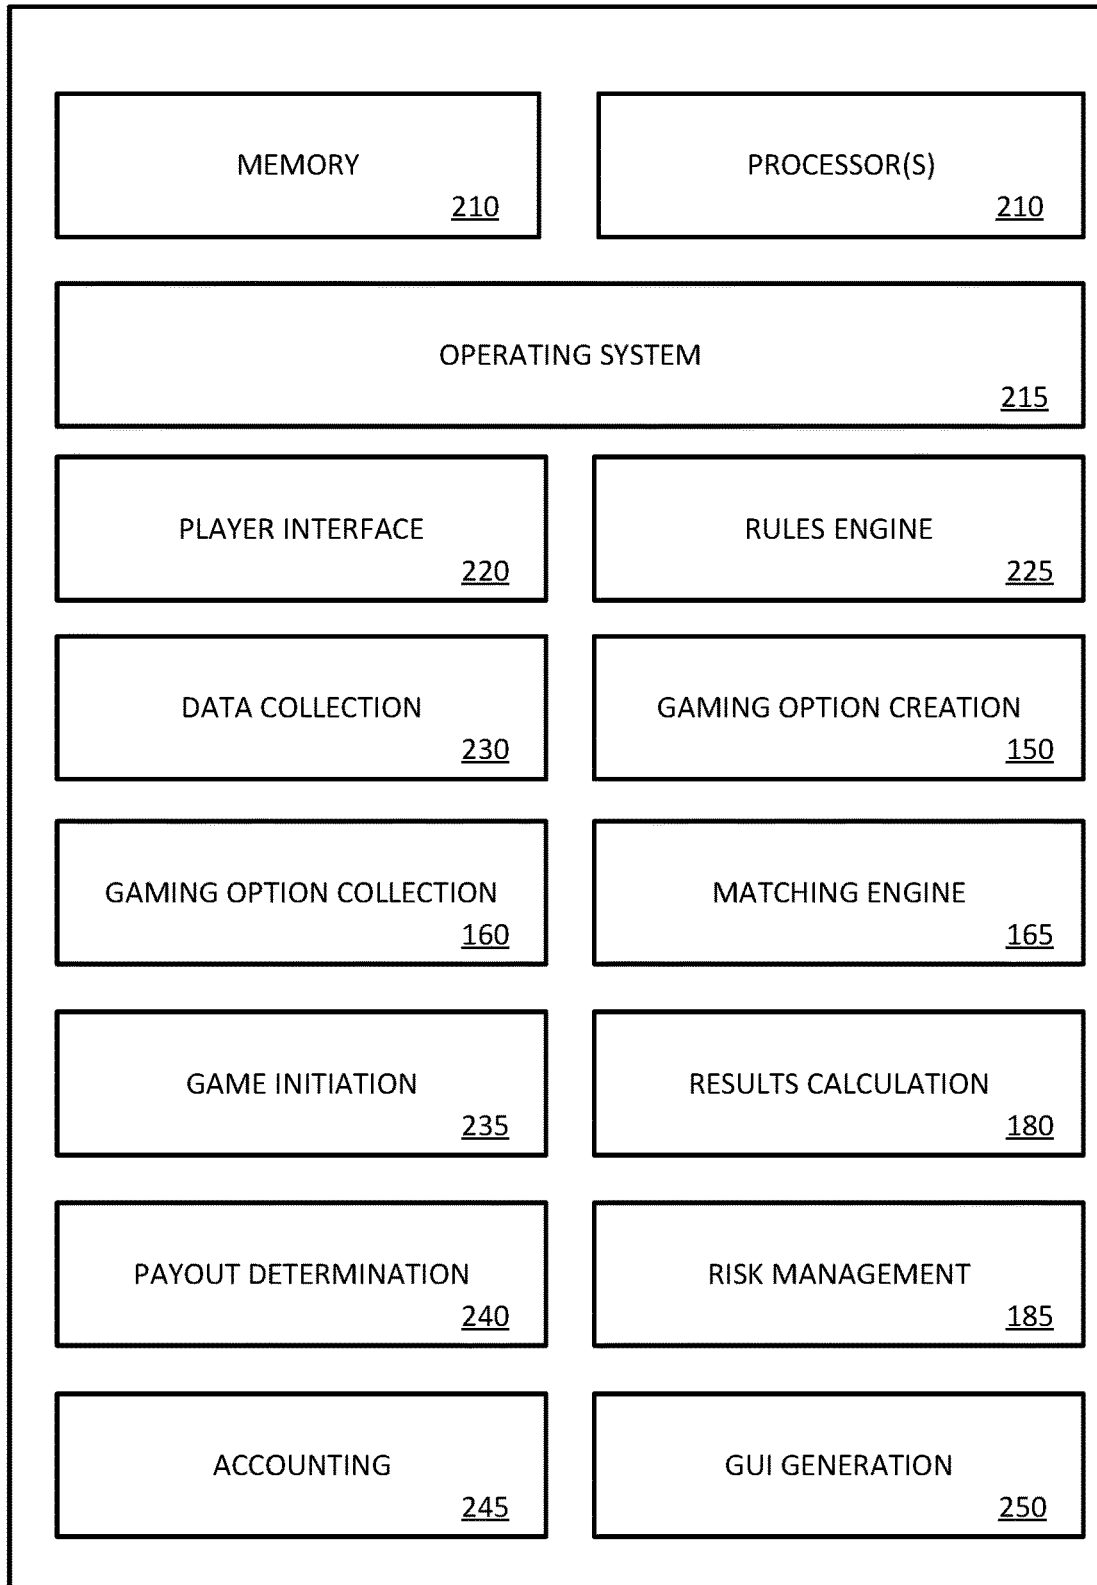 MEMORY
210
PROCESSOR(S)
210
OPERATING SYSTEM
215
PLAYER INTERFACE
220
RULES ENGINE
225
DATA COLLECTION
230
GAMING OPTION CREATION
150
GAMING OPTION COLLECTION
160
MATCHING ENGINE
165
GAME INITIATION
235
RESULTS CALCULATION
180
PAYOUT DETERMINATION
240
RISK MANAGEMENT
185
ACCOUNTING
245
GUI GENERATION
250